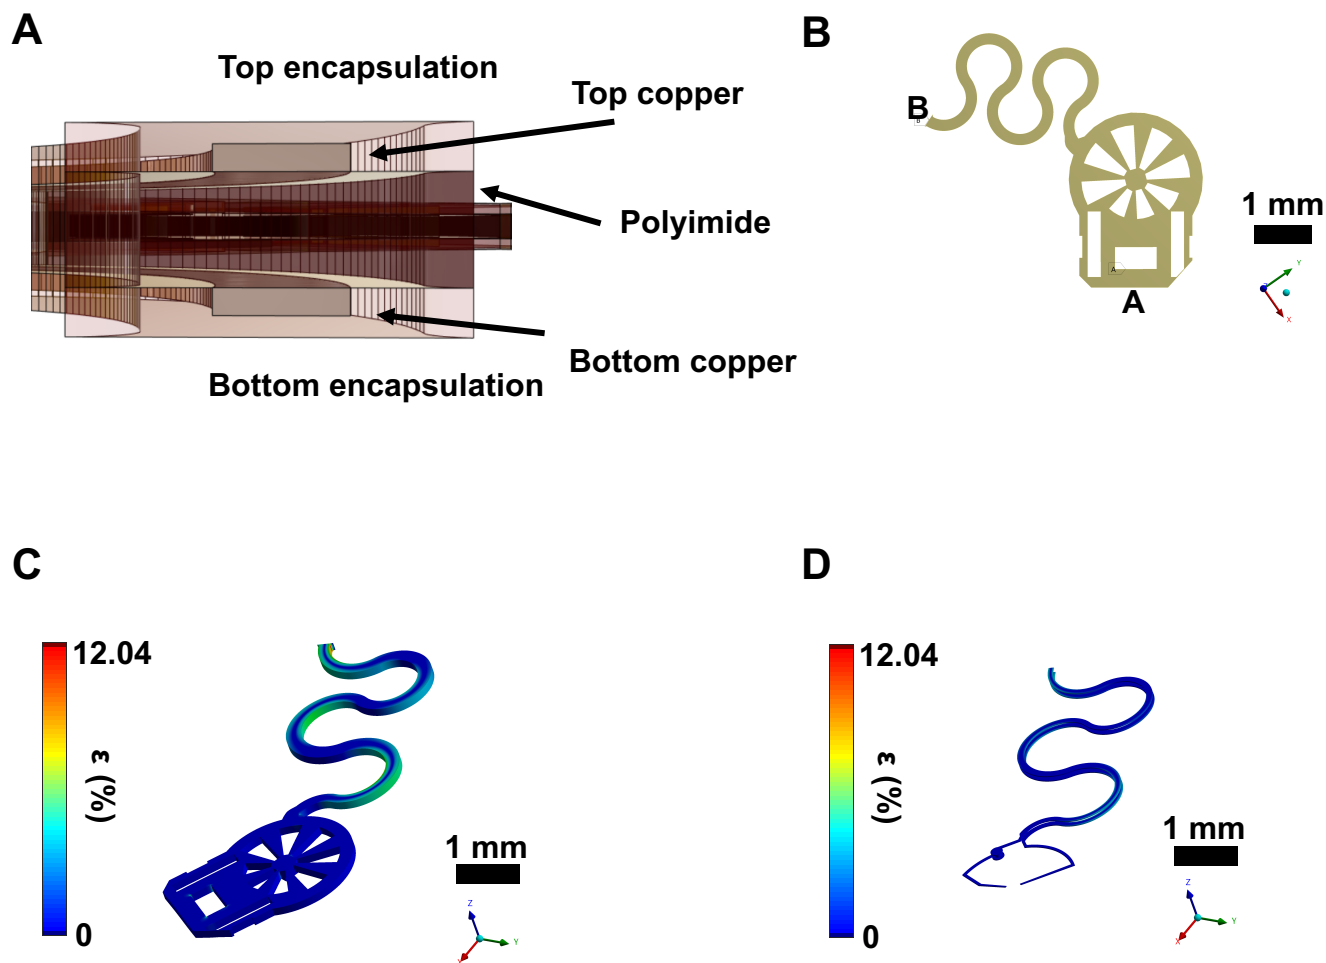 A
Top encapsulation
Top copper
Polyimide
Bottom copper
Bottom encapsulation
B
B
A
A
1 mm
Y
X
C
12.04
ε (%)
0
1 mm
Z
Y
D
12.04
ε (%)
0
1 mm
Z
Y
X